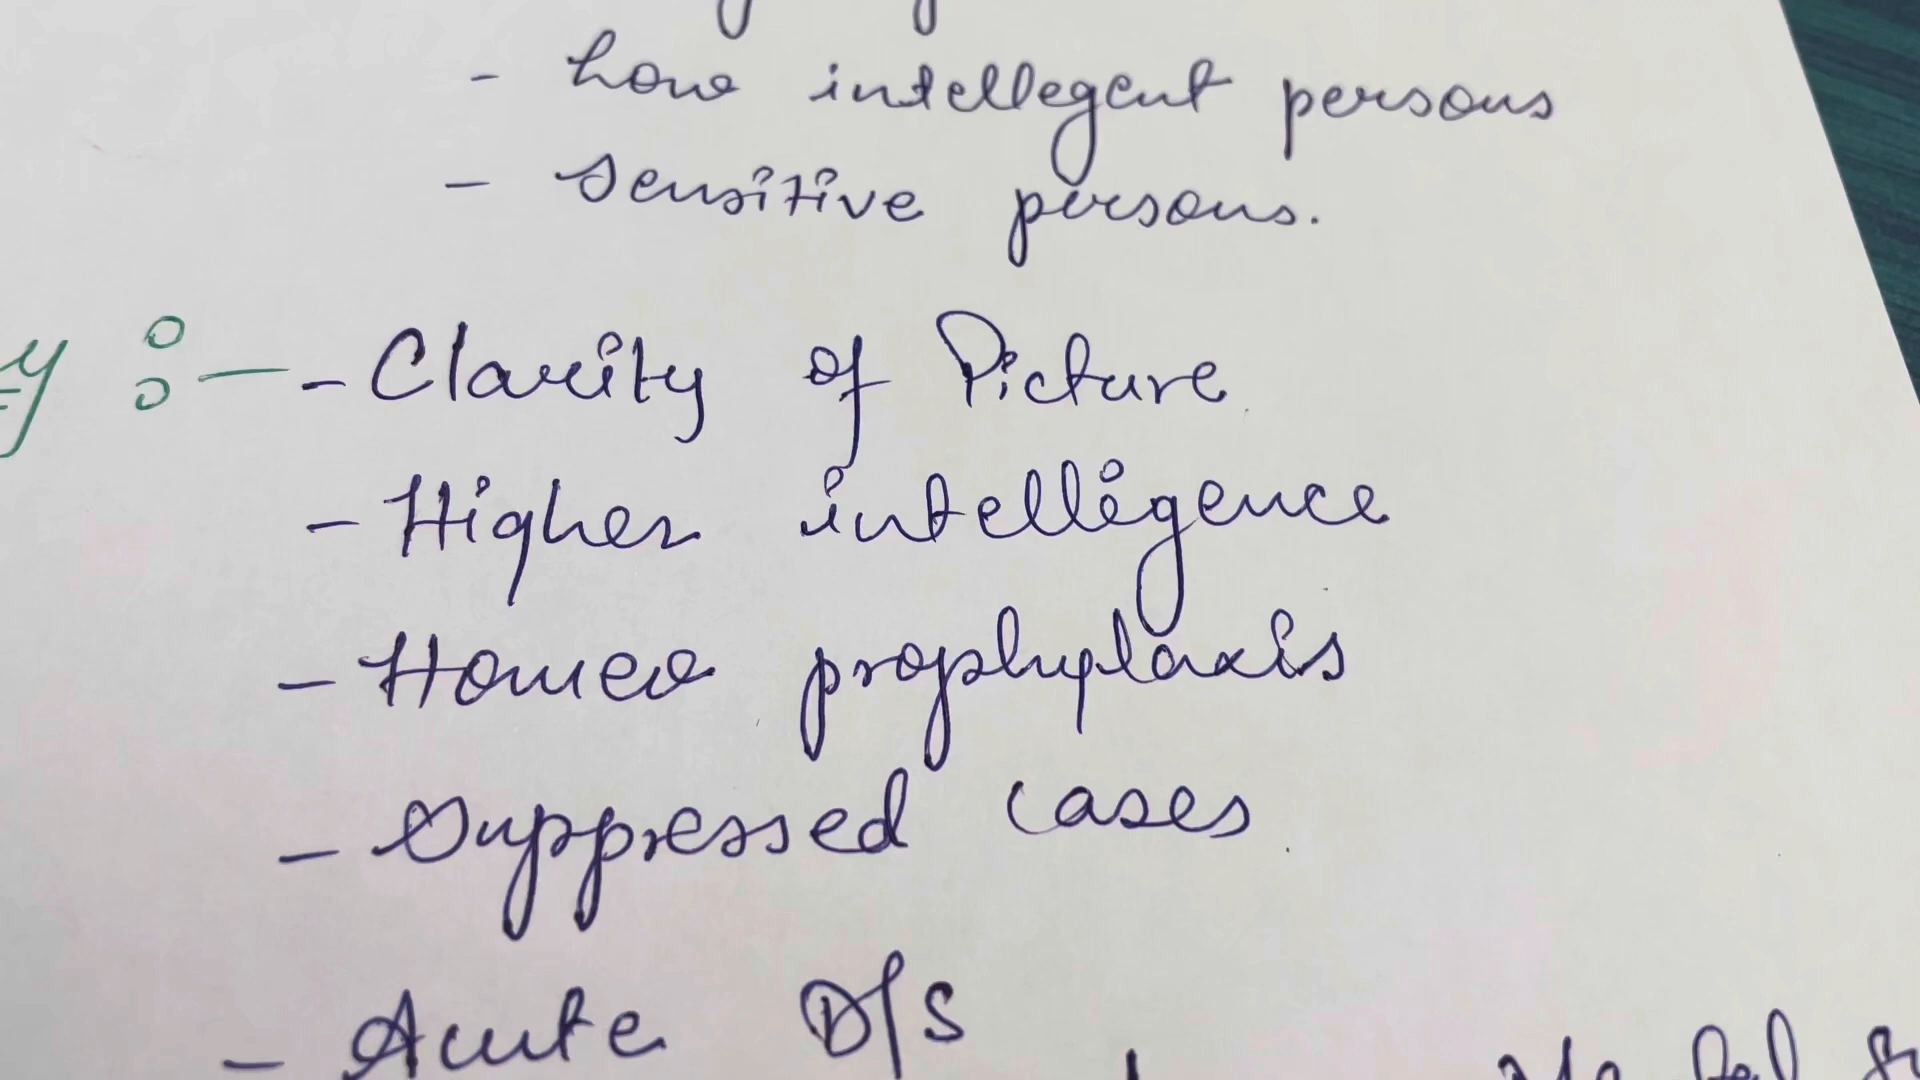 - Low intellegent persons
- Sensitive persons.
y :- - Clarity of Picture
- Higher intelligence
- Homeo prophylaxis
- Suppressed cases
- Acute D/S